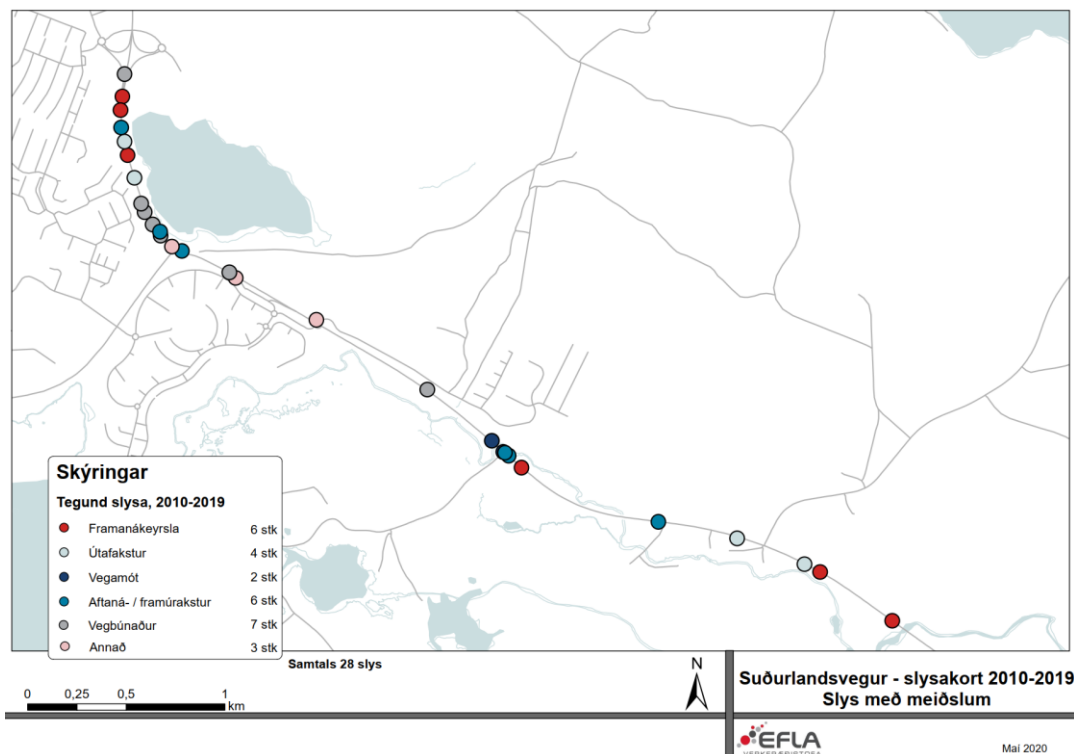 Skýringar
Tegund slysa, 2010-2019
Framanákeyrsla 6 stk
Útafakstur 4 stk
Vegamót 2 stk
Aftaná- / framúrakstur 6 stk
Vegbúnaður 7 stk
Annað 3 stk
Samtals 28 slys
0 0,25 0,5 1
km
N
Suðurlandsvegur - slysakort 2010-2019
Slys með meiðslum
EFLA
VERKFRÆÐISTOFA
Maí 2020